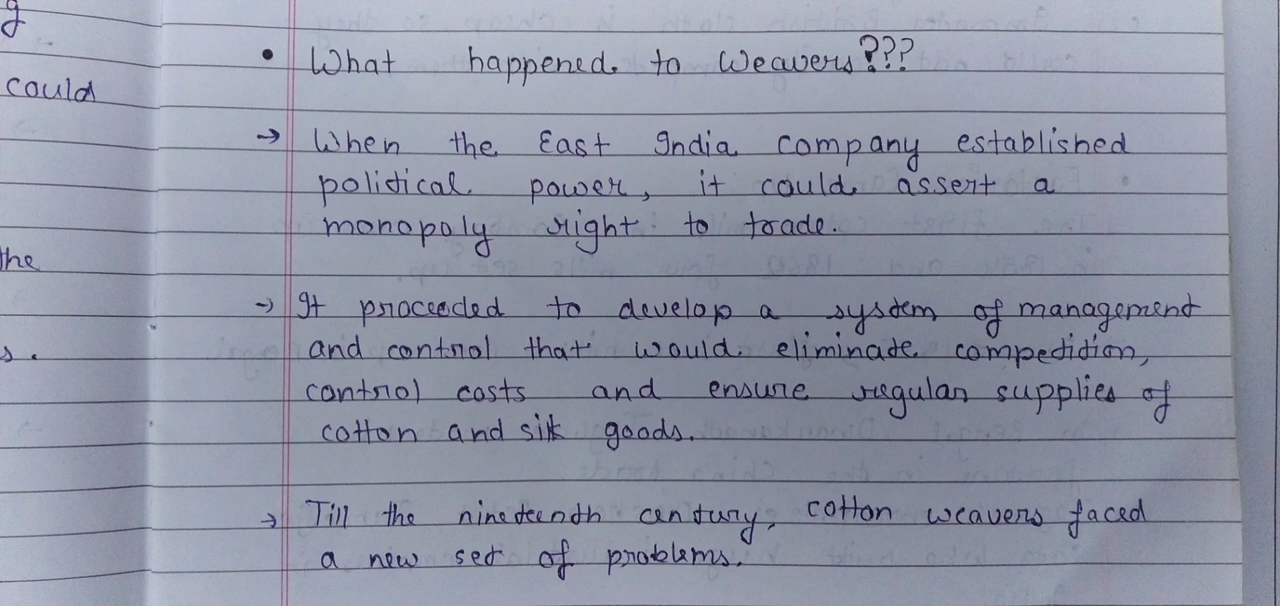 g
could
the
s.
• What happened to Weavers???
→ When the East India company established
political power, it could assert a
monopoly right to trade.
→ It proceeded to develop a system of management
and control that would eliminate competition,
control costs and ensure regular supplies of
cotton and silk goods.
→ Till the nineteenth century, cotton weavers faced
a new set of problems.